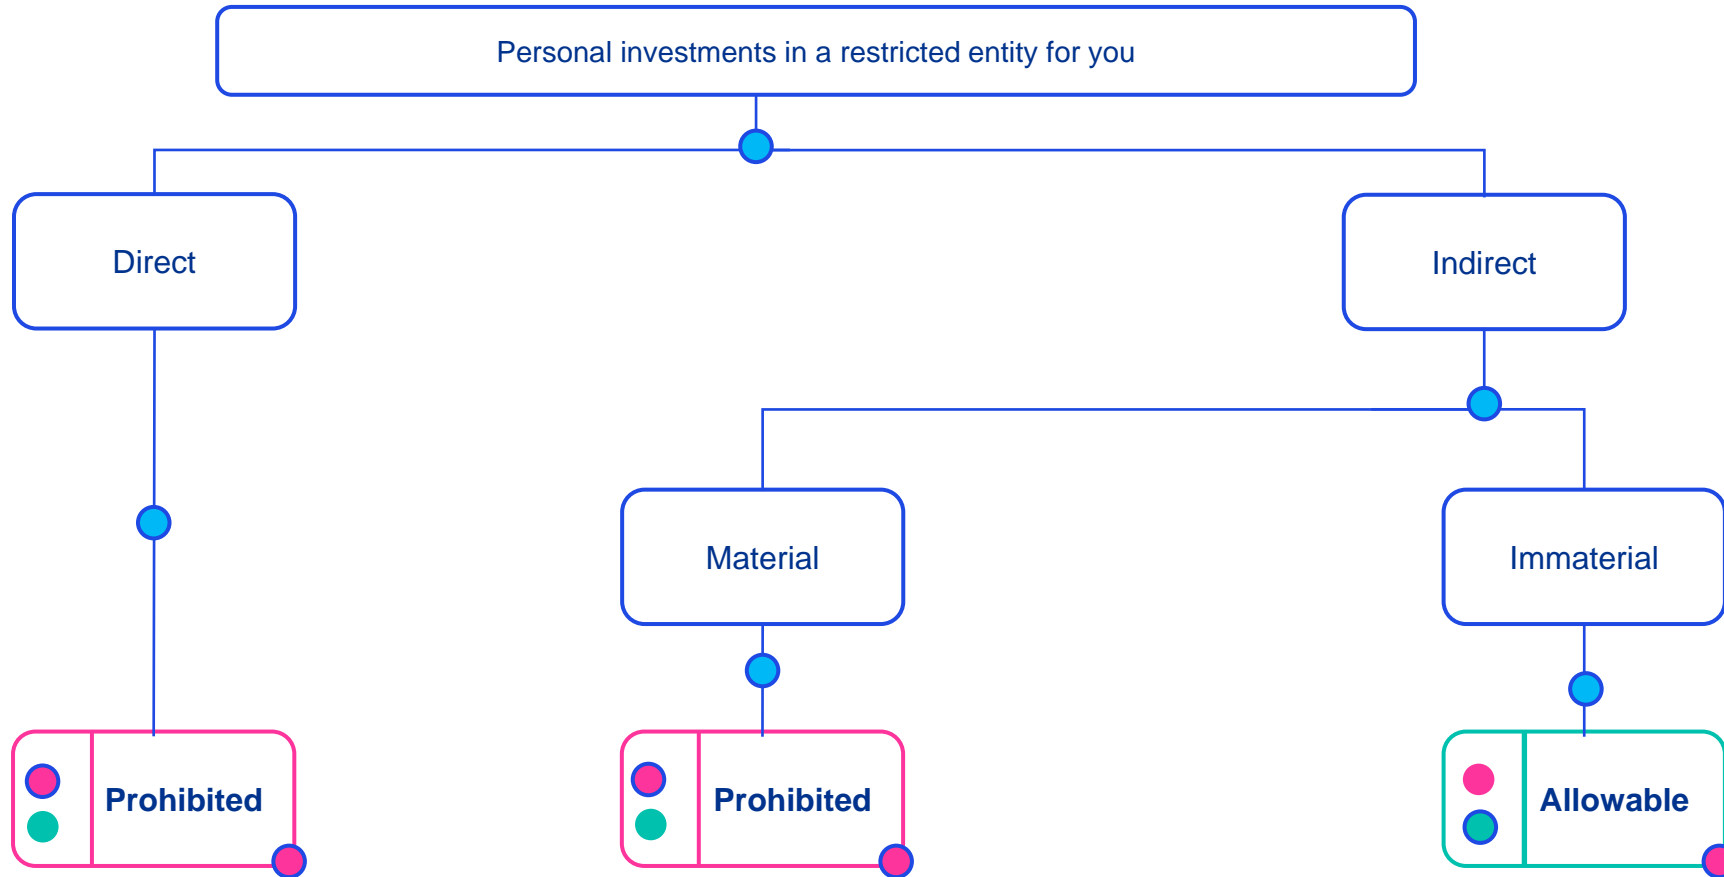 Personal investments in a restricted entity for you
Direct
Indirect
Material
Immaterial
Prohibited
Prohibited
Allowable